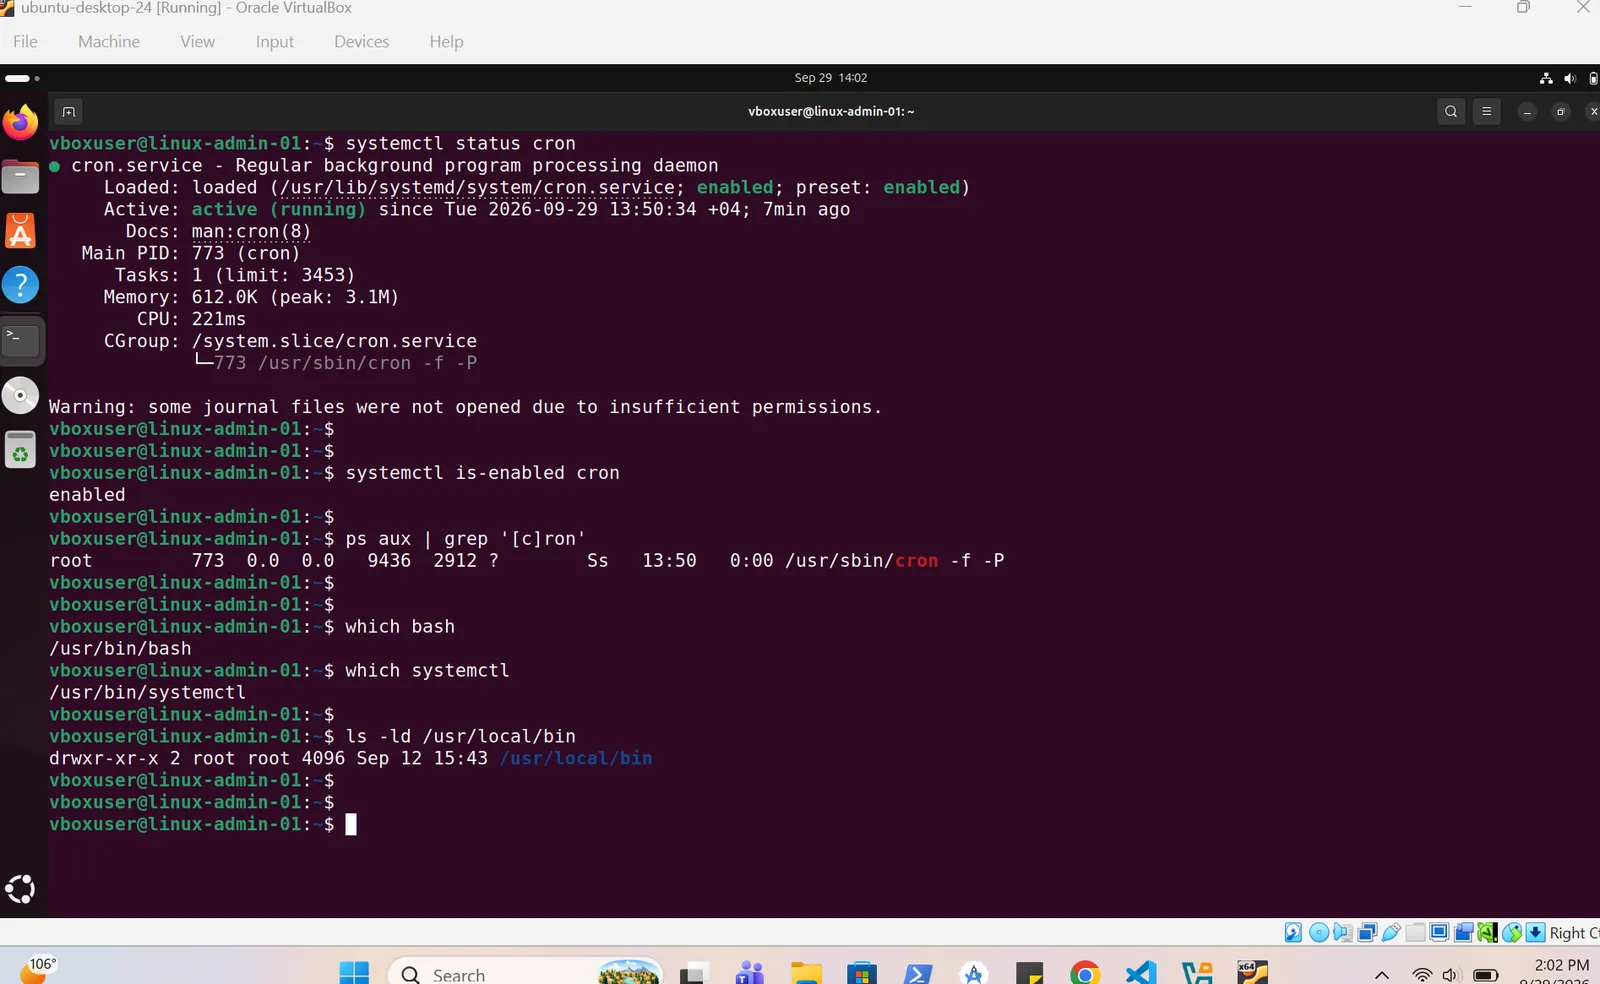 ubuntu-desktop-24 [Running] - Oracle VirtualBox
File Machine View Input Devices Help
Sep 29 14:02
vboxuser@linux-admin-01: ~
vboxuser@linux-admin-01:~$ systemctl status cron
● cron.service - Regular background program processing daemon
Loaded: loaded (/usr/lib/systemd/system/cron.service; enabled; preset: enabled)
Active: active (running) since Tue 2026-09-29 13:50:34 +04; 7min ago
Docs: man:cron(8)
Main PID: 773 (cron)
Tasks: 1 (limit: 3453)
Memory: 612.0K (peak: 3.1M)
CPU: 221ms
CGroup: /system.slice/cron.service
└─773 /usr/sbin/cron -f -P
Warning: some journal files were not opened due to insufficient permissions.
vboxuser@linux-admin-01:~$
vboxuser@linux-admin-01:~$
vboxuser@linux-admin-01:~$ systemctl is-enabled cron
enabled
vboxuser@linux-admin-01:~$
vboxuser@linux-admin-01:~$ ps aux | grep '[c]ron'
root 773 0.0 0.0 9436 2912 ? Ss 13:50 0:00 /usr/sbin/cron -f -P
vboxuser@linux-admin-01:~$
vboxuser@linux-admin-01:~$
vboxuser@linux-admin-01:~$ which bash
/usr/bin/bash
vboxuser@linux-admin-01:~$ which systemctl
/usr/bin/systemctl
vboxuser@linux-admin-01:~$
vboxuser@linux-admin-01:~$ ls -ld /usr/local/bin
drwxr-xr-x 2 root root 4096 Sep 12 15:43 /usr/local/bin
vboxuser@linux-admin-01:~$
vboxuser@linux-admin-01:~$
vboxuser@linux-admin-01:~$
Right
106°
Search
x64
2:02 PM